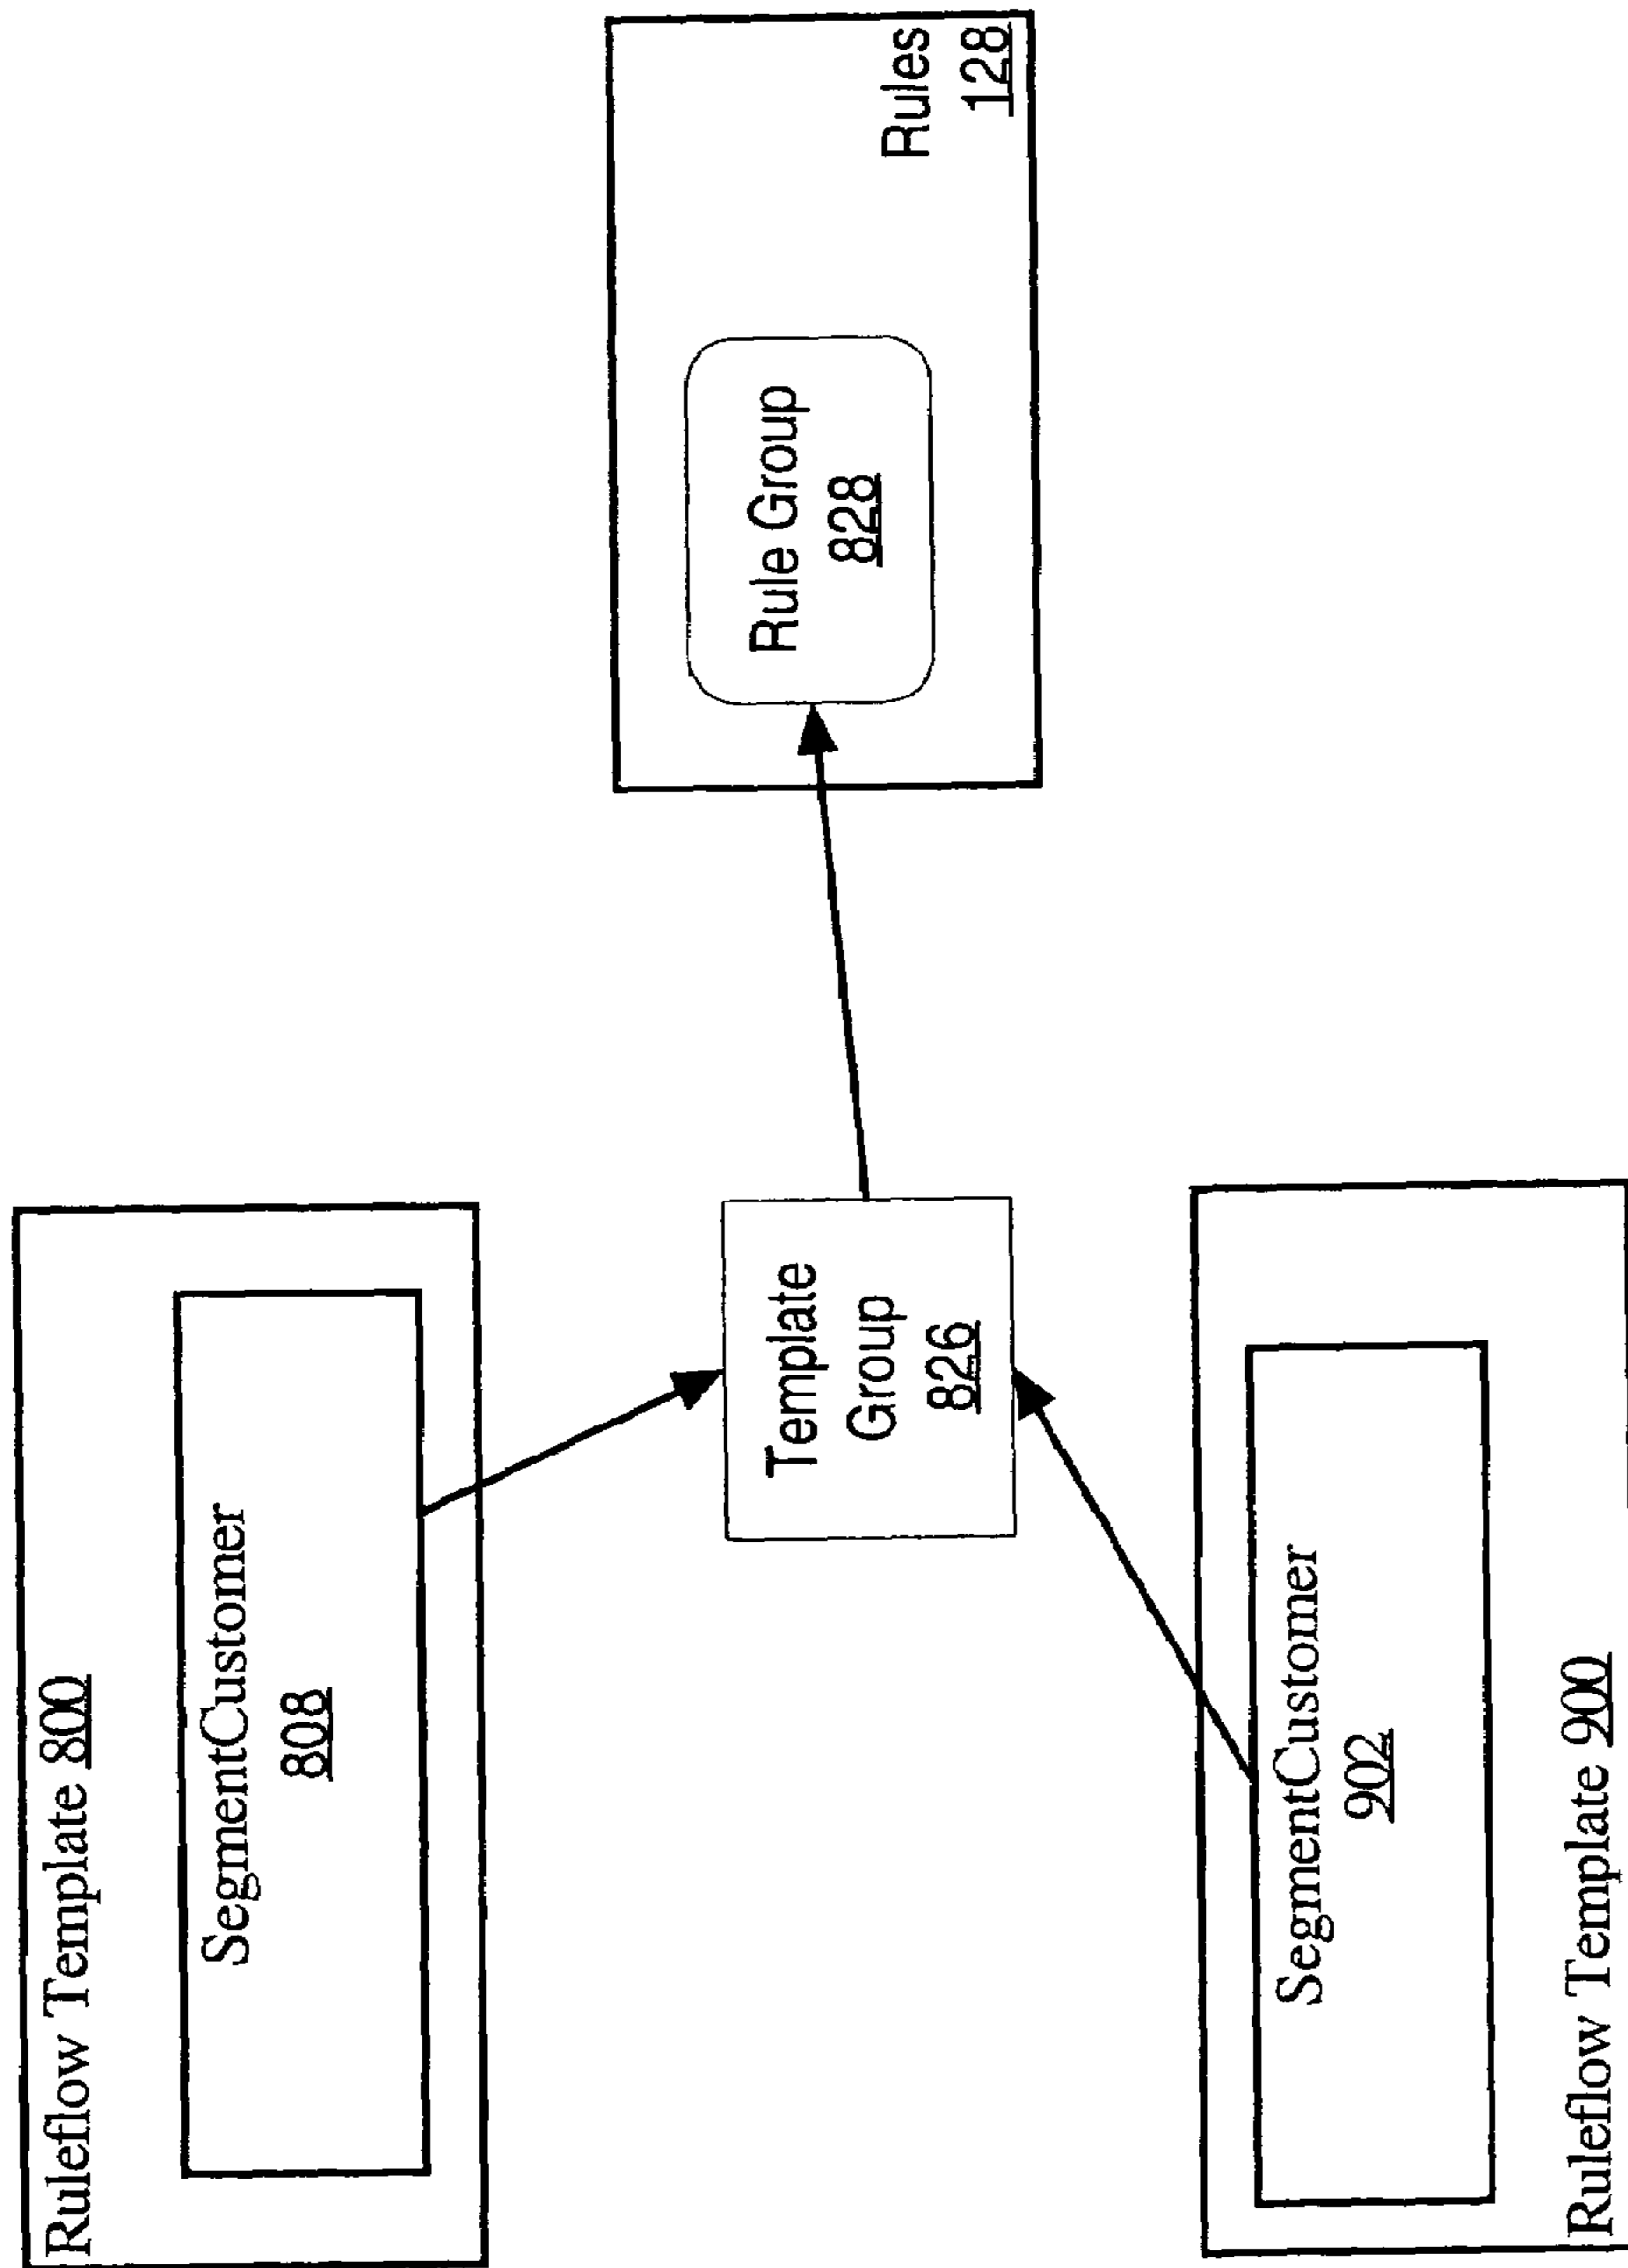 Ruleflow Template 800
SegmentCustomer
808
Template
Group
826
Rule Group
828
Rules
128
SegmentCustomer
902
Ruleflow Template 900